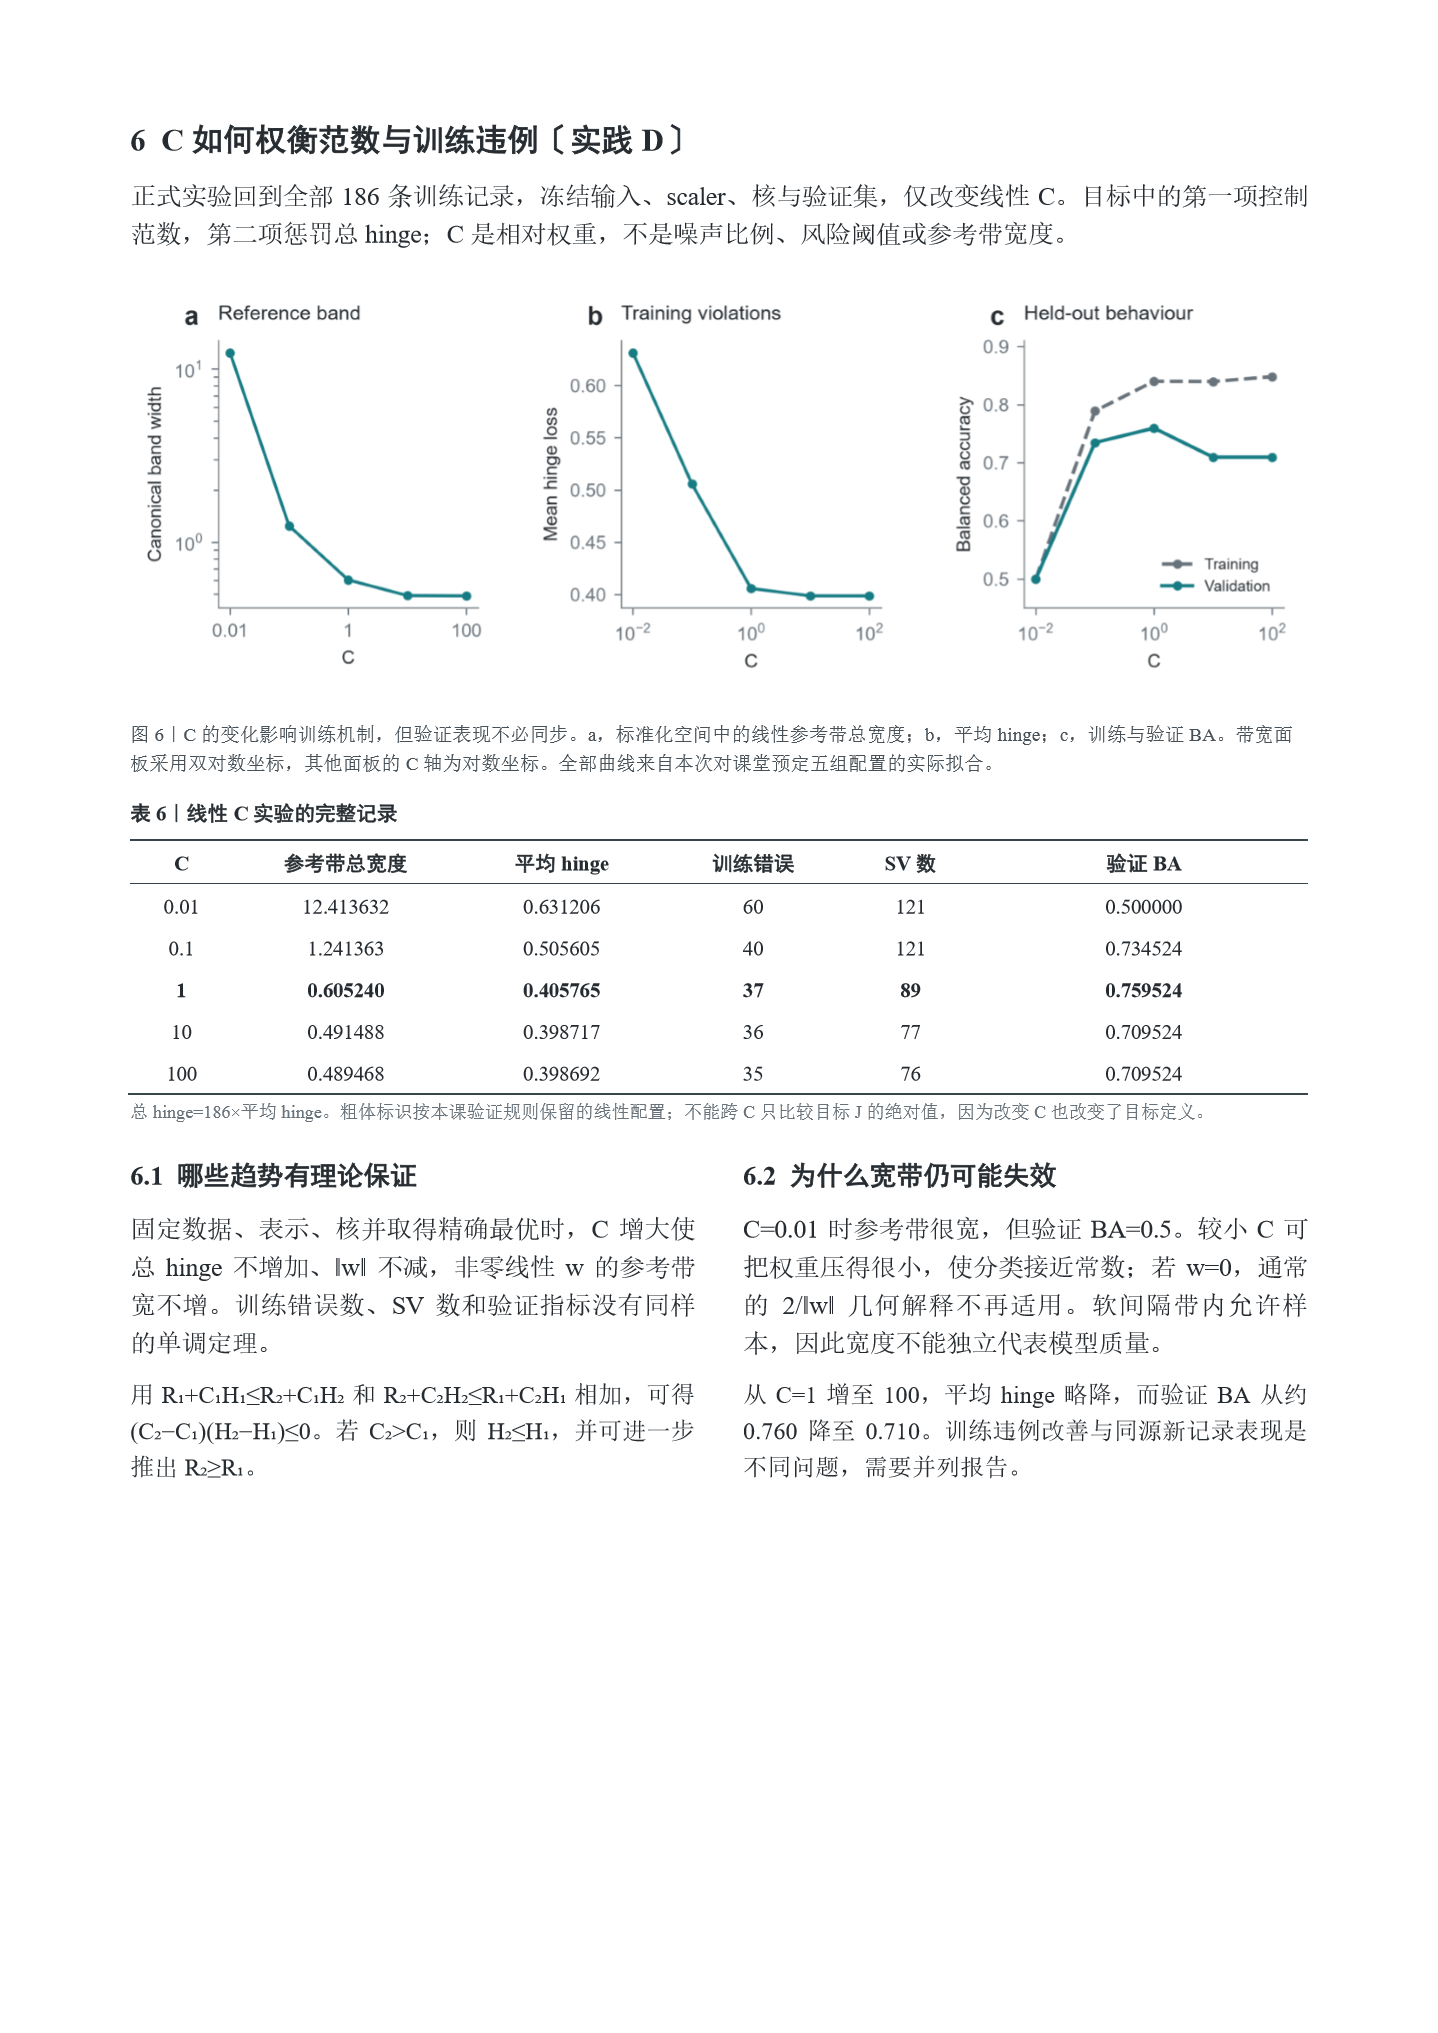 6 C 如何权衡范数与训练违例〔实践 D〕
正式实验回到全部 186 条训练记录，冻结输入、scaler、核与验证集，仅改变线性 C。目标中的第一项控制
范数，第二项惩罚总 hinge；C 是相对权重，不是噪声比例、风险阈值或参考带宽度。
a Reference band
Canonical band width
10¹
10⁰
0.01 1 100
C
b Training violations
Mean hinge loss
0.60
0.55
0.50
0.45
0.40
10⁻² 10⁰ 10²
C
c Held-out behaviour
Balanced accuracy
0.9
0.8
0.7
0.6
0.5
Training
Validation
10⁻² 10⁰ 10²
C
图 6｜C 的变化影响训练机制，但验证表现不必同步。a，标准化空间中的线性参考带总宽度；b，平均 hinge；c，训练与验证 BA。带宽面
板采用双对数坐标，其他面板的 C 轴为对数坐标。全部曲线来自本次对课堂预定五组配置的实际拟合。
表 6｜线性 C 实验的完整记录
C 参考带总宽度 平均 hinge 训练错误 SV 数 验证 BA
0.01 12.413632 0.631206 60 121 0.500000
0.1 1.241363 0.505605 40 121 0.734524
1 0.605240 0.405765 37 89 0.759524
10 0.491488 0.398717 36 77 0.709524
100 0.489468 0.398692 35 76 0.709524
总 hinge=186×平均 hinge。粗体标识按本课验证规则保留的线性配置；不能跨 C 只比较目标 J 的绝对值，因为改变 C 也改变了目标定义。
6.1 哪些趋势有理论保证
固定数据、表示、核并取得精确最优时，C 增大使
总 hinge 不增加、‖w‖ 不减，非零线性 w 的参考带
宽不增。训练错误数、SV 数和验证指标没有同样
的单调定理。
用 R₁+C₁H₁≤R₂+C₁H₂ 和 R₂+C₂H₂≤R₁+C₂H₁ 相加，可得
(C₂−C₁)(H₂−H₁)≤0。若 C₂>C₁，则 H₂≤H₁，并可进一步
推出 R₂≥R₁。
6.2 为什么宽带仍可能失效
C=0.01 时参考带很宽，但验证 BA=0.5。较小 C 可
把权重压得很小，使分类接近常数；若 w=0，通常
的 2/‖w‖ 几何解释不再适用。软间隔带内允许样
本，因此宽度不能独立代表模型质量。
从 C=1 增至 100，平均 hinge 略降，而验证 BA 从约
0.760 降至 0.710。训练违例改善与同源新记录表现是
不同问题，需要并列报告。